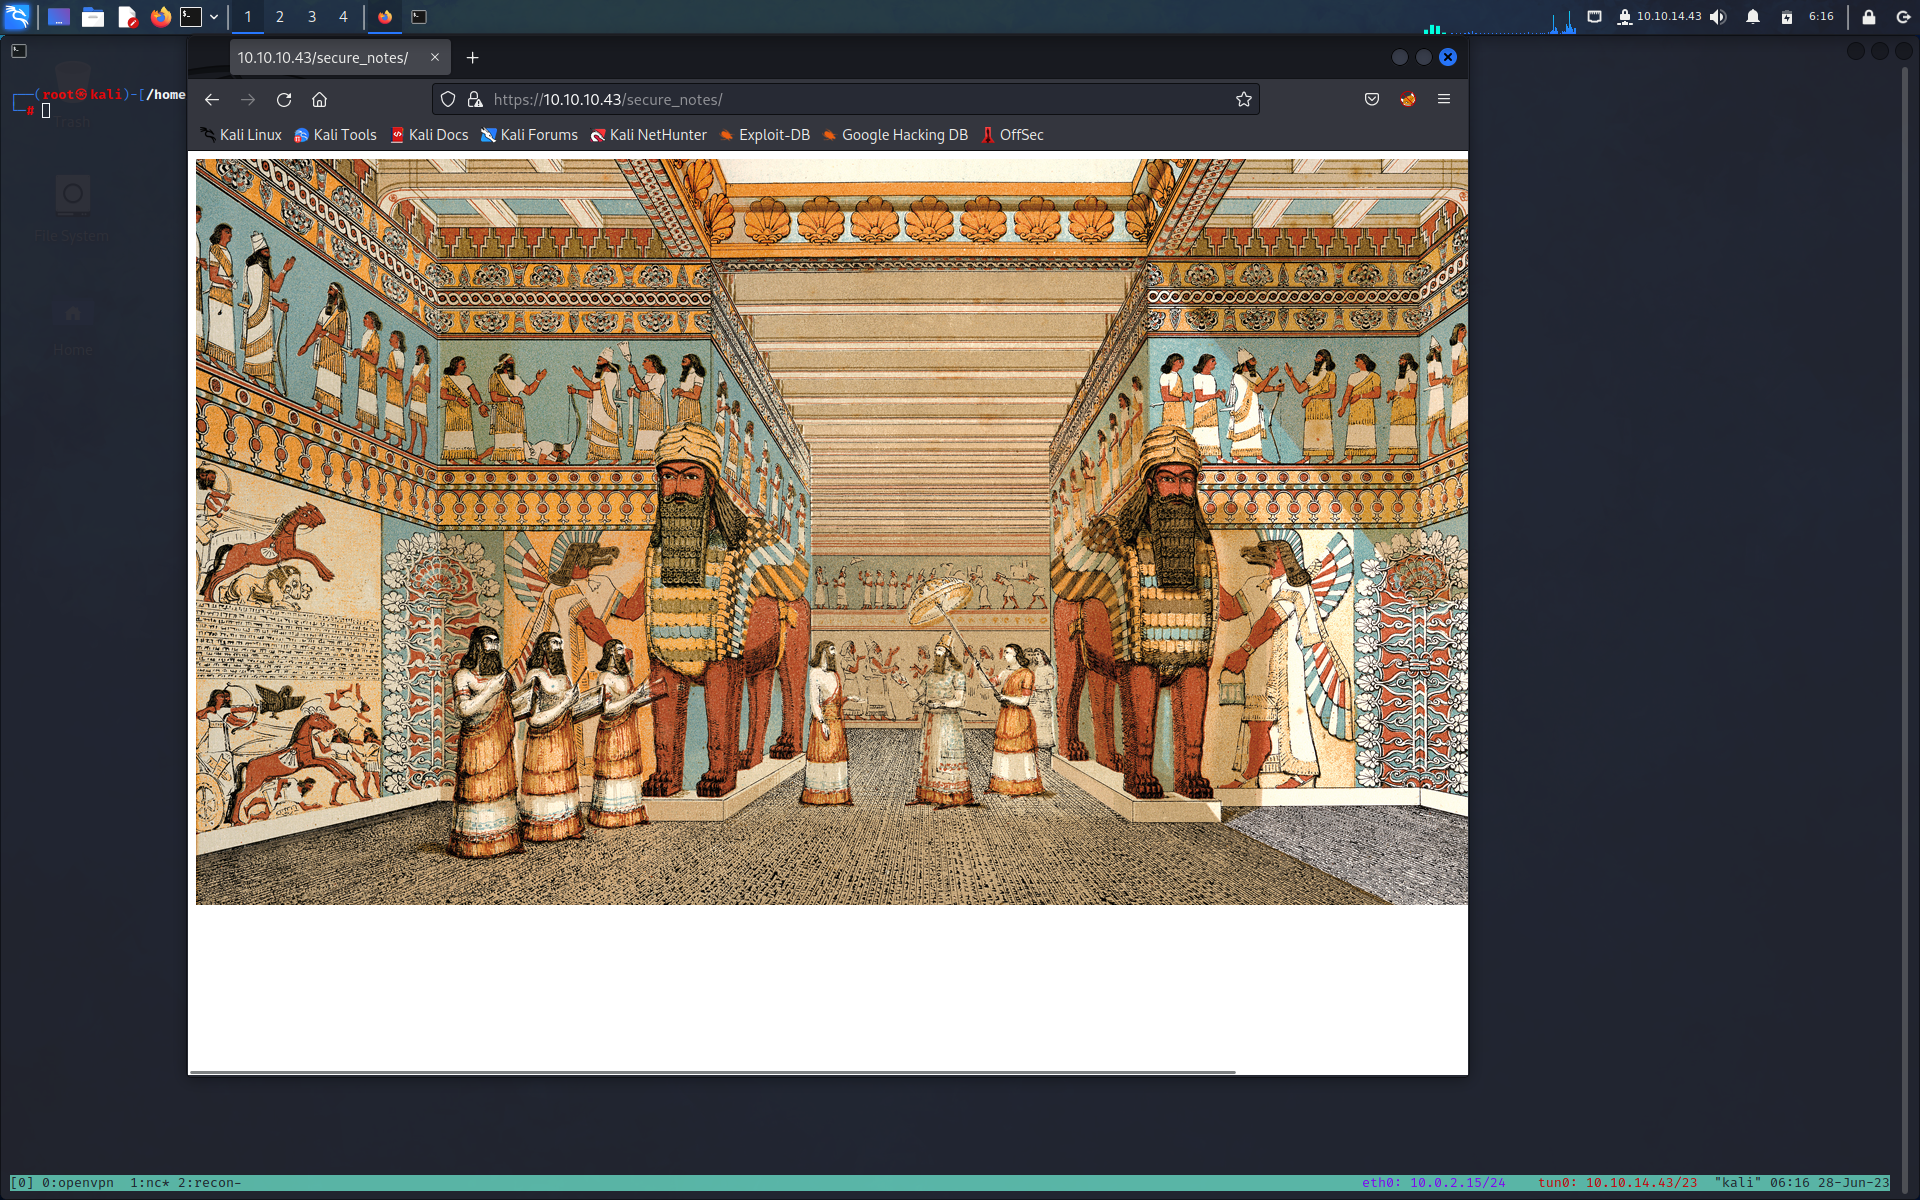 1 2 3 4
10.10.14.43
6:16
10.10.10.43/secure_notes/
(root㉿kali)-[/home
#
Trash
https://10.10.10.43/secure_notes/
Kali Linux Kali Tools Kali Docs Kali Forums Kali NetHunter Exploit-DB Google Hacking DB OffSec
File System
Home
[0] 0:openvpn 1:nc* 2:recon- eth0: 10.0.2.15/24 tun0: 10.10.14.43/23 "kali" 06:16 28-Jun-23